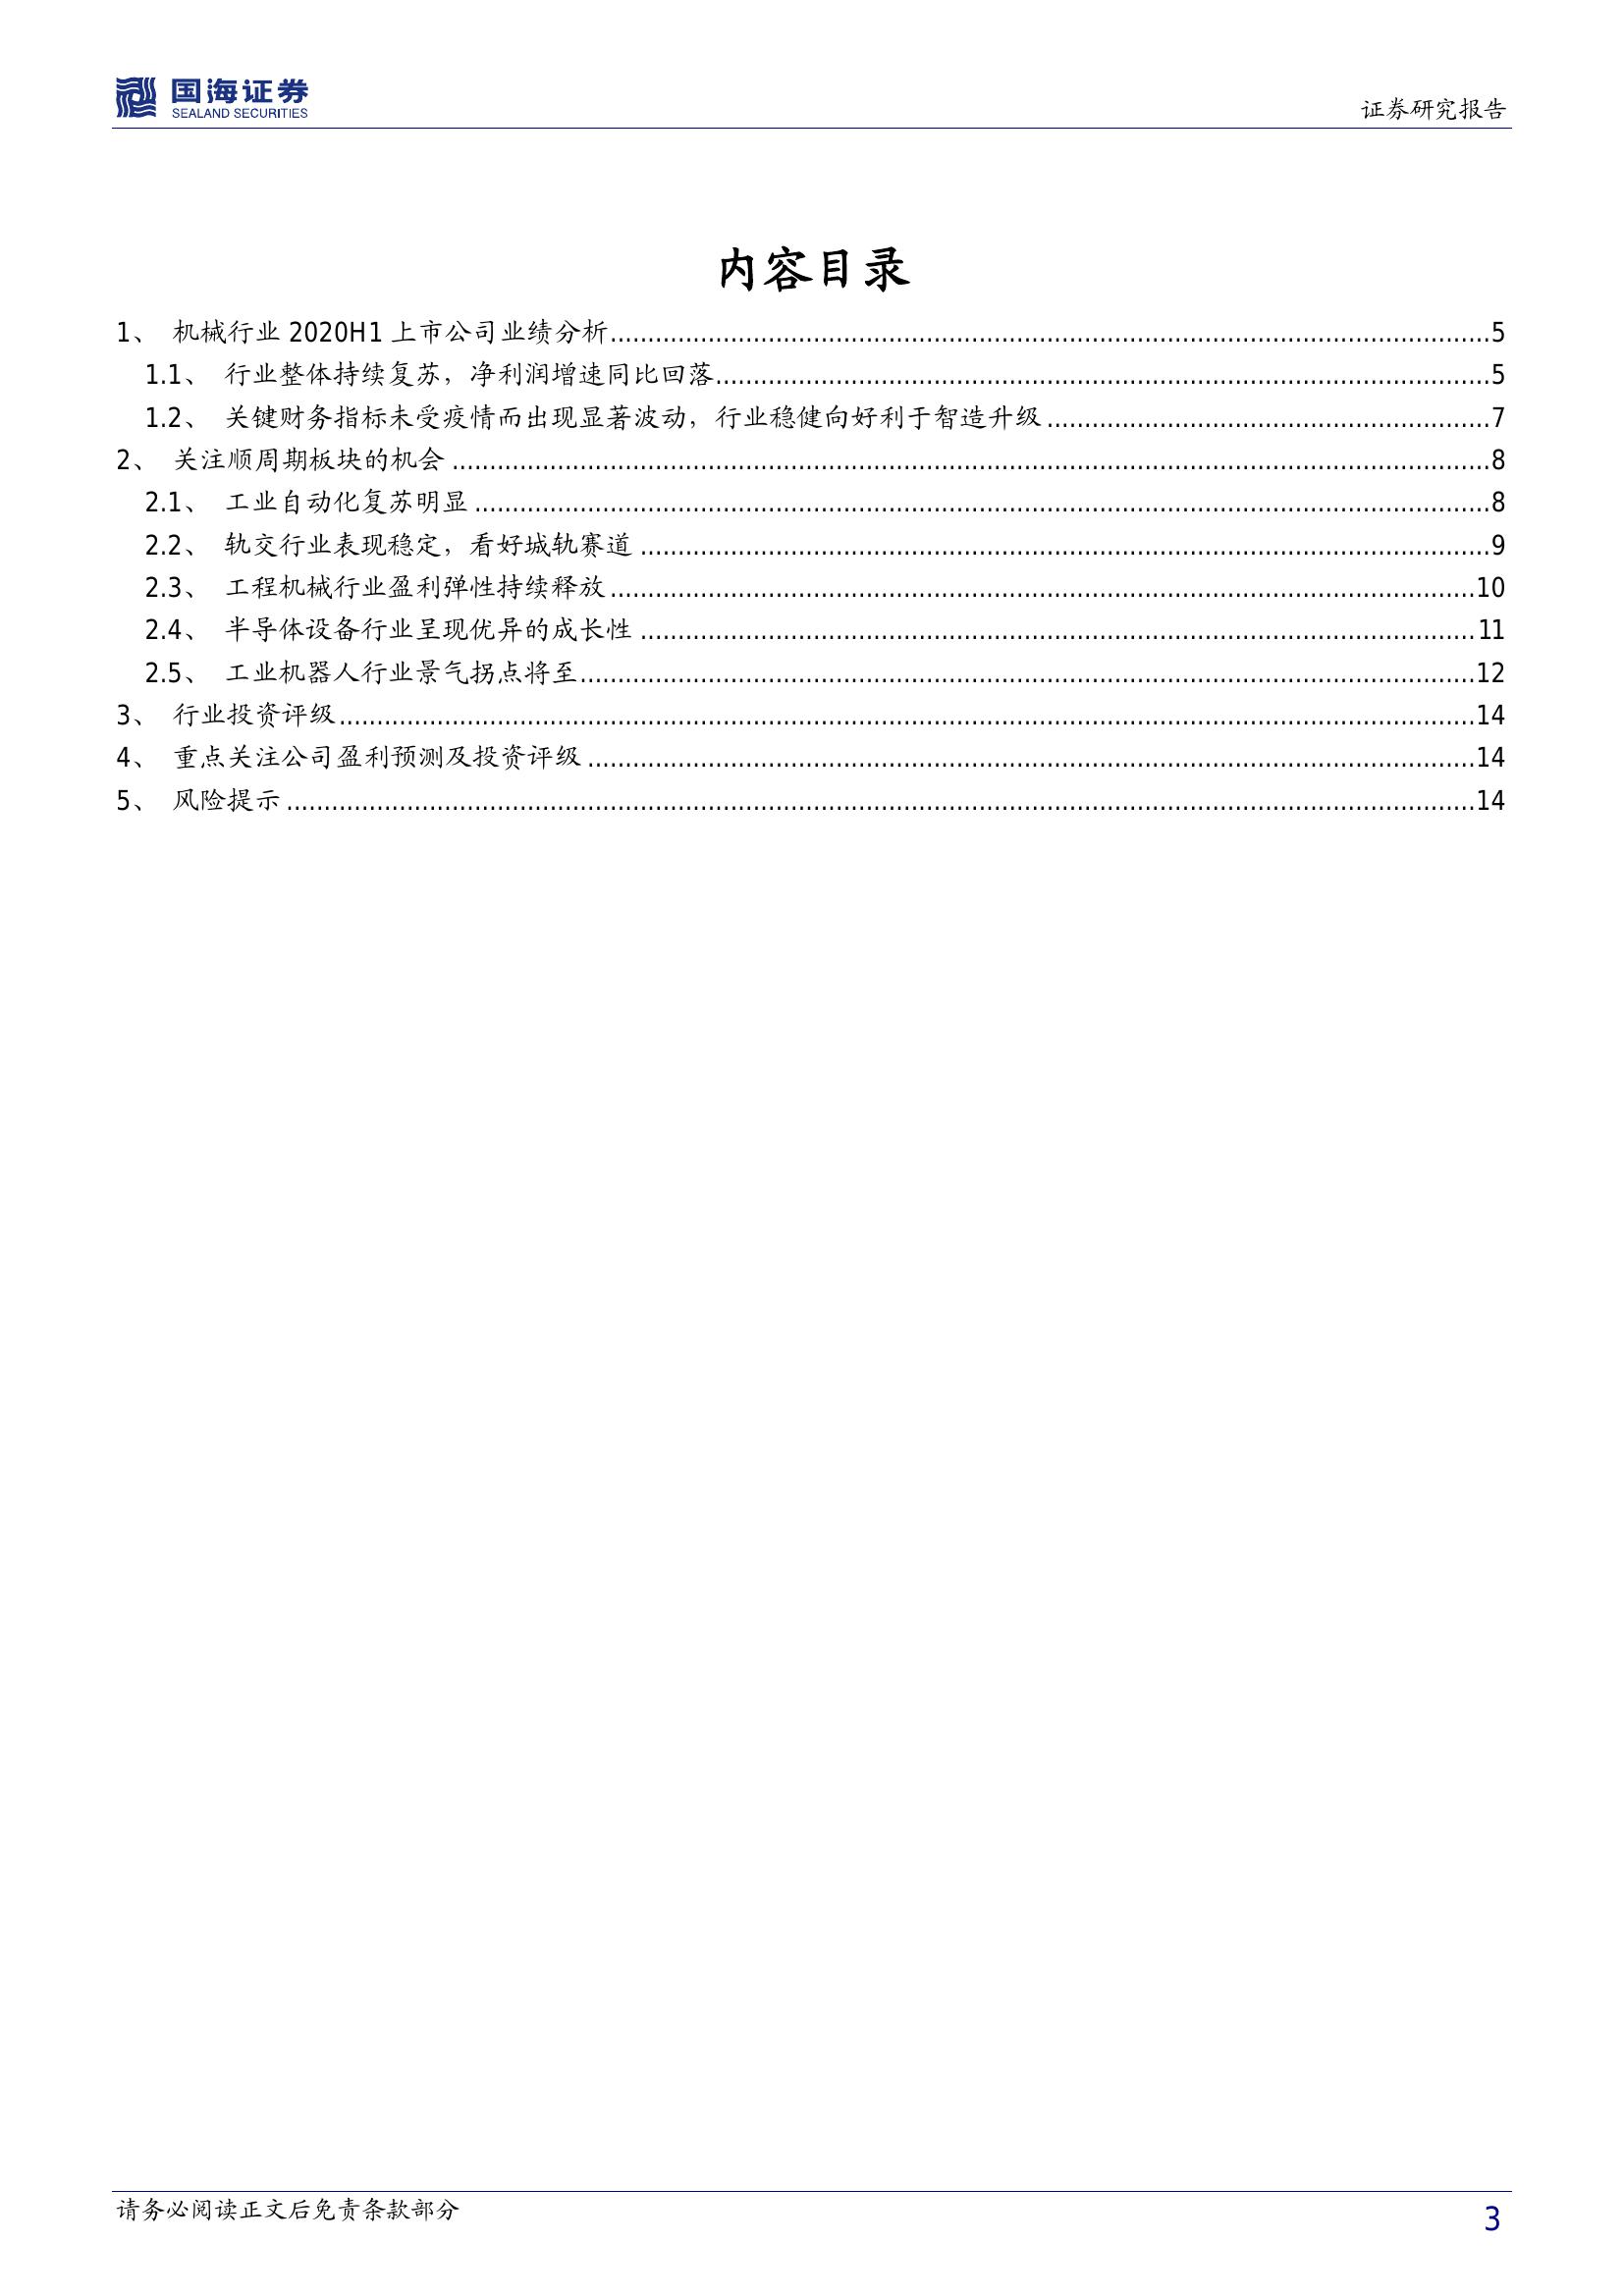 国海证券
SEALAND SECURITIES
证券研究报告
内容目录
1、 机械行业 2020H1 上市公司业绩分析....................5
1.1、 行业整体持续复苏，净利润增速同比回落....................5
1.2、 关键财务指标未受疫情而出现显著波动，行业稳健向好利于智造升级....................7
2、 关注顺周期板块的机会....................8
2.1、 工业自动化复苏明显....................8
2.2、 轨交行业表现稳定，看好城轨赛道....................9
2.3、 工程机械行业盈利弹性持续释放....................10
2.4、 半导体设备行业呈现优异的成长性....................11
2.5、 工业机器人行业景气拐点将至....................12
3、 行业投资评级....................14
4、 重点关注公司盈利预测及投资评级....................14
5、 风险提示....................14
请务必阅读正文后免责条款部分
3